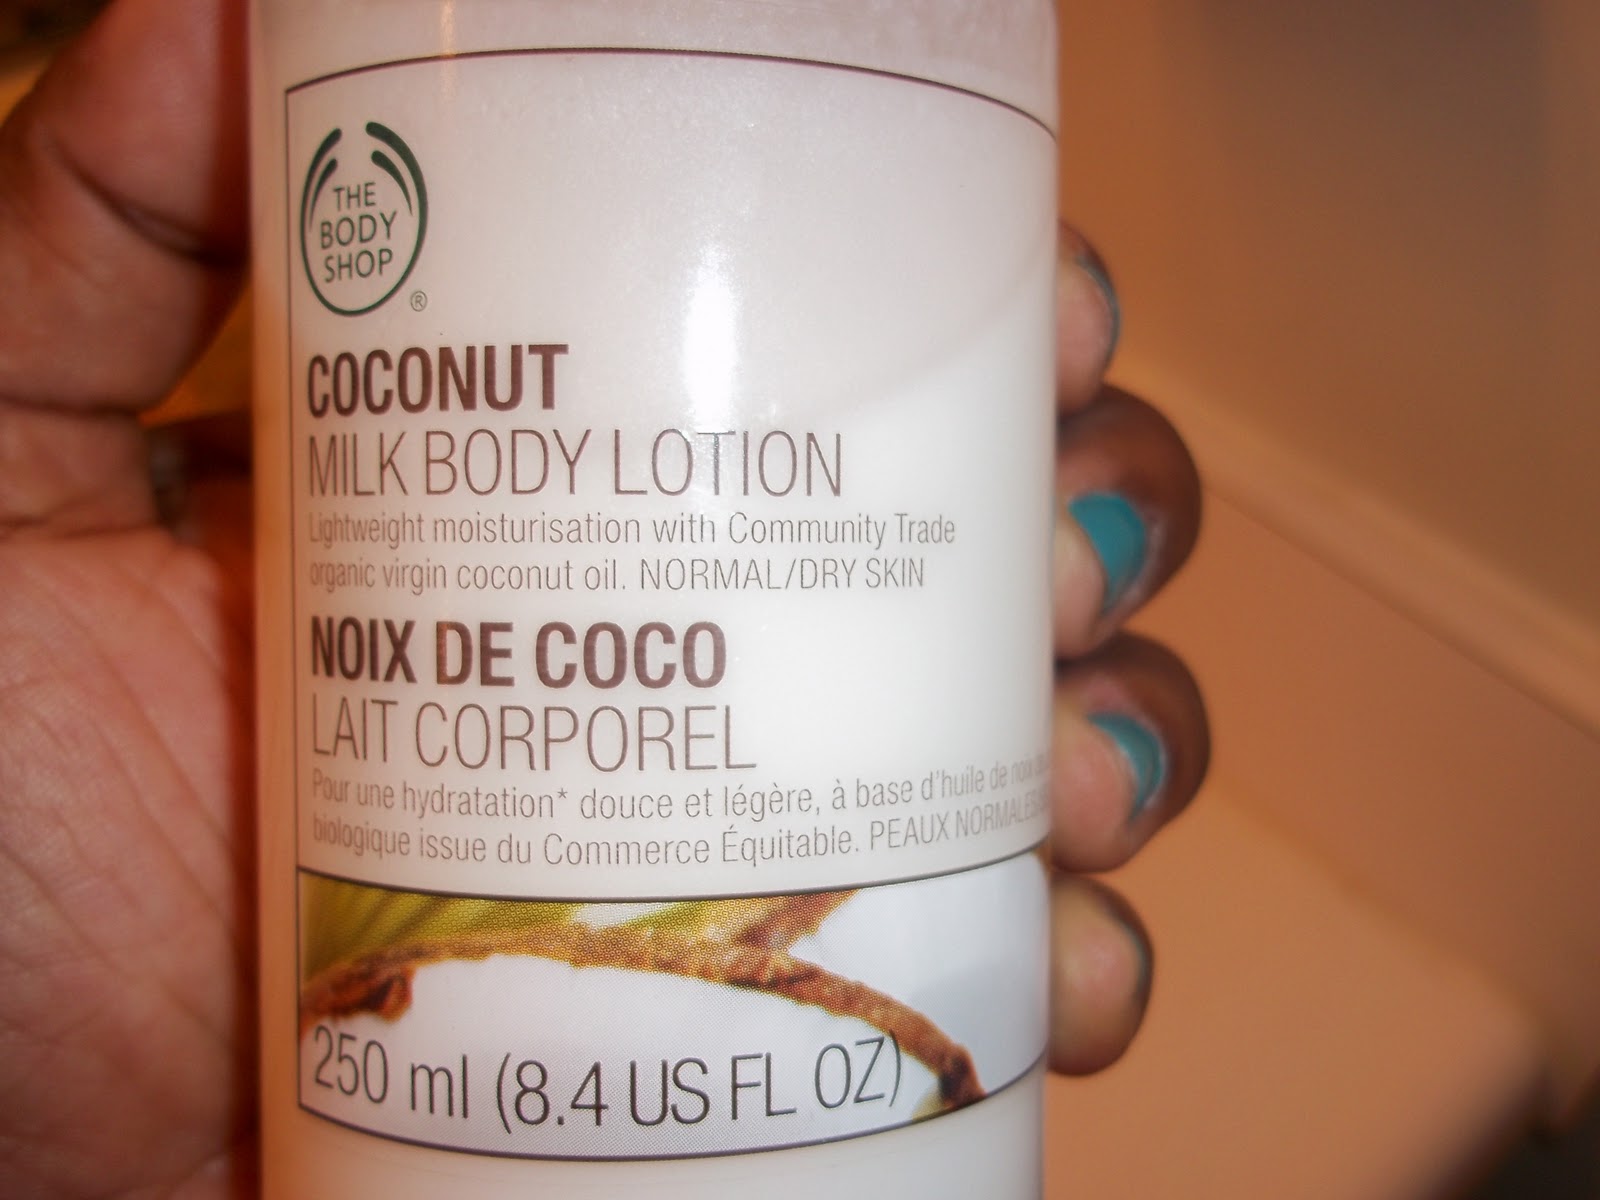 THE
BODY
SHOP
®
COCONUT
MILK BODY LOTION
Lightweight moisturisation with Community Trade
organic virgin coconut oil. NORMAL/DRY SKIN
NOIX DE COCO
LAIT CORPOREL
Pour une hydratation* douce et légère, à base d'huile de noix
biologique issue du Commerce Équitable. PEAUX NORMALES
250 ml (8.4 US FL OZ)